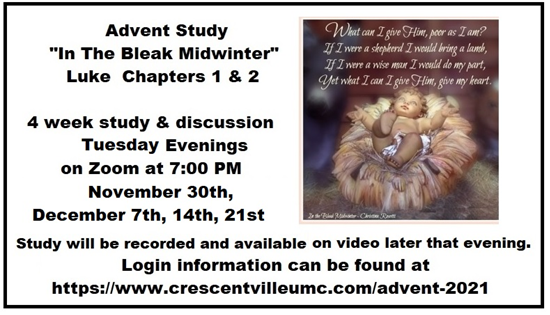 Advent Study
"In The Bleak Midwinter"
Luke Chapters 1 & 2
4 week study & discussion
Tuesday Evenings
on Zoom at 7:00 PM
November 30th,
December 7th, 14th, 21st
What can I give Him, poor as I am?
If I were a shepherd I would bring a lamb,
If I were a wise man I would do my part,
Yet what I can I give Him, give my heart.
In the Bleak Midwinter - Christina Rosetti
Study will be recorded and available on video later that evening.
Login information can be found at
https://www.crescentvilleumc.com/advent-2021